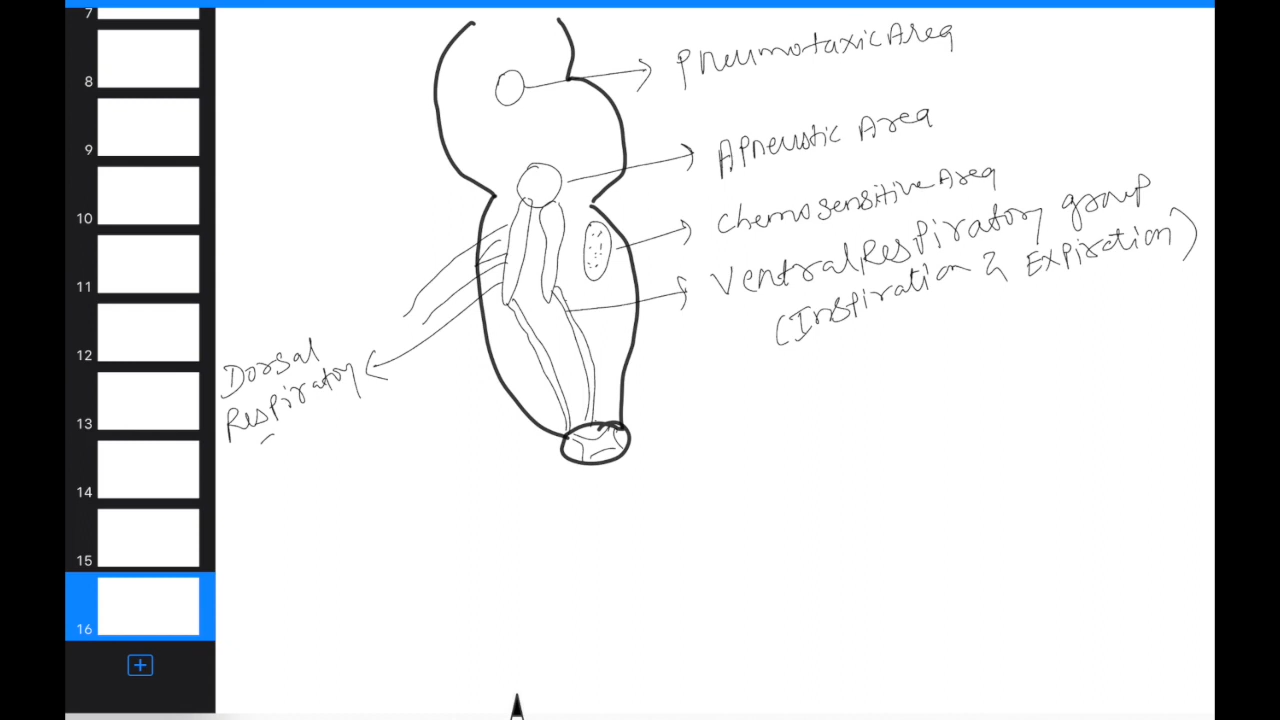 7
8
9
10
11
12
13
14
15
16
Pneumotaxic Area
Apneustic Area
Chemosensitive Area
Ventral Respiratory group
(Inspiration & Expiration)
Dorsal
Respiratory